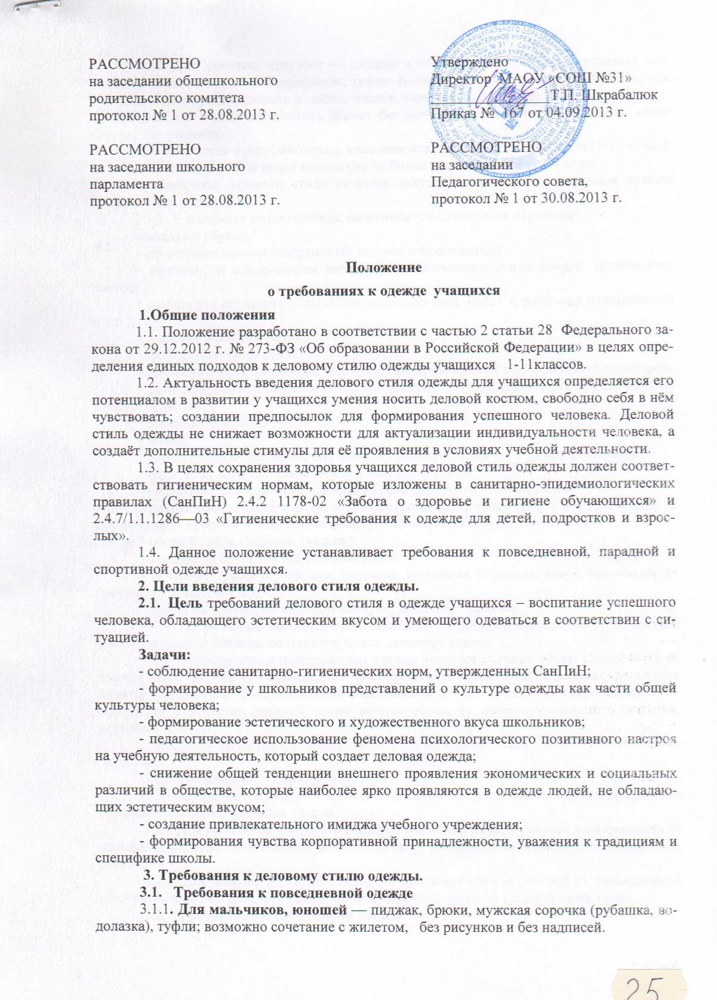 РАССМОТРЕНО
на заседании общешкольного
родительского комитета
протокол № 1 от 28.08.2013 г.
Утверждено
Директор МАОУ «СОШ №31»
Т.П. Шкрабалюк
Приказ № 167 от 04.09.2013 г.
РАССМОТРЕНО
на заседании школьного
парламента
протокол № 1 от 28.08.2013 г.
РАССМОТРЕНО
на заседании
Педагогического совета,
протокол № 1 от 30.08.2013 г.
Положение
о требованиях к одежде учащихся
1.Общие положения
1.1. Положение разработано в соответствии с частью 2 статьи 28 Федерального за-
кона от 29.12.2012 г. № 273-ФЗ «Об образовании в Российской Федерации» в целях опре-
деления единых подходов к деловому стилю одежды учащихся 1-11классов.
1.2. Актуальность введения делового стиля одежды для учащихся определяется его
потенциалом в развитии у учащихся умения носить деловой костюм, свободно себя в нём
чувствовать; создании предпосылок для формирования успешного человека. Деловой
стиль одежды не снижает возможности для актуализации индивидуальности человека, а
создаёт дополнительные стимулы для её проявления в условиях учебной деятельности.
1.3. В целях сохранения здоровья учащихся деловой стиль одежды должен соответ-
ствовать гигиеническим нормам, которые изложены в санитарно-эпидемиологических
правилах (СанПиН) 2.4.2 1178-02 «Забота о здоровье и гигиене обучающихся» и
2.4.7/1.1.1286—03 «Гигиенические требования к одежде для детей, подростков и взрос-
лых».
1.4. Данное положение устанавливает требования к повседневной, парадной и
спортивной одежде учащихся.
2. Цели введения делового стиля одежды.
2.1. Цель требований делового стиля в одежде учащихся – воспитание успешного
человека, обладающего эстетическим вкусом и умеющего одеваться в соответствии с си-
туацией.
Задачи:
- соблюдение санитарно-гигиенических норм, утвержденных СанПиН;
- формирование у школьников представлений о культуре одежды как части общей
культуры человека;
- формирование эстетического и художественного вкуса школьников;
- педагогическое использование феномена психологического позитивного настроя
на учебную деятельность, который создает деловая одежда;
- снижение общей тенденции внешнего проявления экономических и социальных
различий в обществе, которые наиболее ярко проявляются в одежде людей, не обладаю-
щих эстетическим вкусом;
- создание привлекательного имиджа учебного учреждения;
- формирования чувства корпоративной принадлежности, уважения к традициям и
специфике школы.
3. Требования к деловому стилю одежды.
3.1. Требования к повседневной одежде
3.1.1. Для мальчиков, юношей — пиджак, брюки, мужская сорочка (рубашка, во-
долазка), туфли; возможно сочетание с жилетом, без рисунков и без надписей.
25